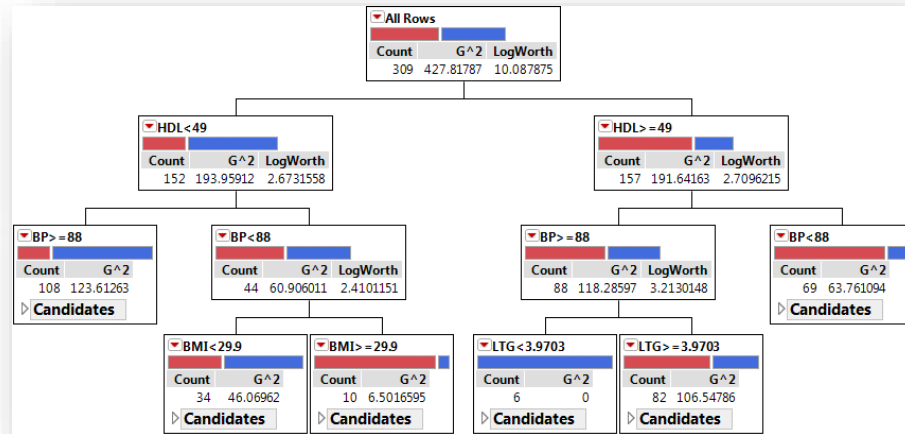 All Rows
Count G^2 LogWorth
309 427.81787 10.087875
HDL<49
Count G^2 LogWorth
152 193.95912 2.6731558
HDL>=49
Count G^2 LogWorth
157 191.64163 2.7096215
BP>=88
Count G^2
108 123.61263
Candidates
BP<88
Count G^2 LogWorth
44 60.906011 2.4101151
BP>=88
Count G^2 LogWorth
88 118.28597 3.2130148
BP<88
Count G^2
69 63.761094
Candidates
BMI<29.9
Count G^2
34 46.06962
Candidates
BMI>=29.9
Count G^2
10 6.5016595
Candidates
LTG<3.9703
Count G^2
6 0
Candidates
LTG>=3.9703
Count G^2
82 106.54786
Candidates